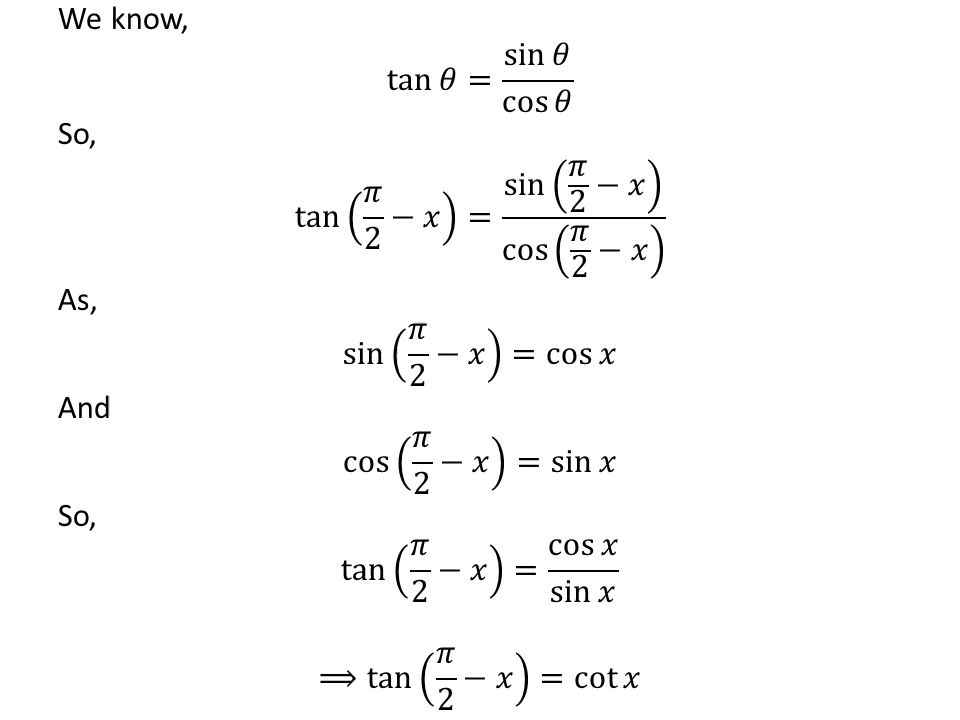 We know,
tan θ = sin θ / cos θ
So,
tan (π/2 − x) = sin (π/2 − x) / cos (π/2 − x)
As,
sin (π/2 − x) = cos x
And
cos (π/2 − x) = sin x
So,
tan (π/2 − x) = cos x / sin x
⟹ tan (π/2 − x) = cot x